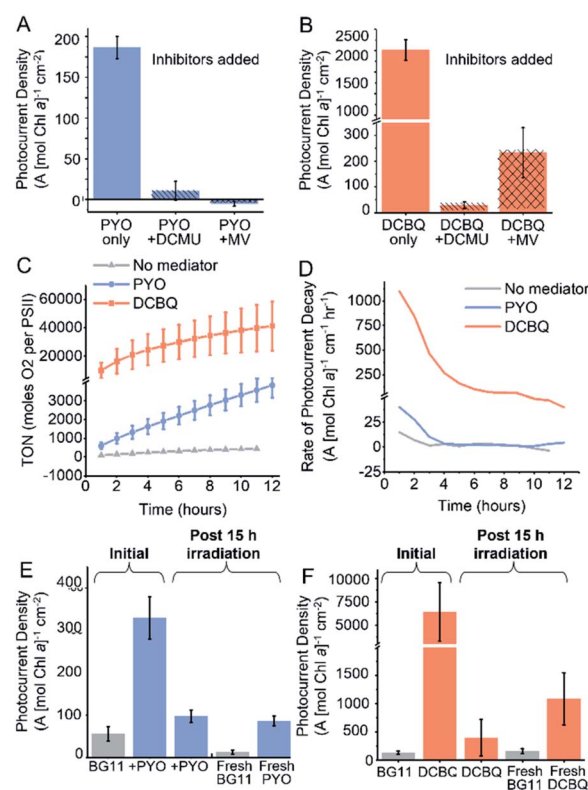 A
Photocurrent Density
(A [mol Chl a]-1 cm-2)
200
150
100
50
0
Inhibitors added
PYO only
PYO +DCMU
PYO +MV
B
Photocurrent Density
(A [mol Chl a]-1 cm-2)
2500
2000
1500
1000
300
200
100
0
Inhibitors added
DCBQ only
DCBQ +DCMU
DCBQ +MV
C
No mediator
PYO
DCBQ
TON (moles O2 per PSII)
60000
40000
20000
3000
2000
1000
0
-1000
0 2 4 6 8 10 12
Time (hours)
D
No mediator
PYO
DCBQ
Rate of Photocurrent Decay
(A [mol Chl a]-1 cm-1 hr-1)
1000
750
500
250
25
0
-25
0 2 4 6 8 10 12
Time (hours)
E
Initial
Post 15 h irradiation
Photocurrent Density
(A [mol Chl a]-1 cm-2)
400
300
200
100
0
BG11
+PYO
+PYO
Fresh BG11
Fresh PYO
F
Initial
Post 15 h irradiation
Photocurrent Density
(A [mol Chl a]-1 cm-2)
10000
7500
5000
1500
1000
500
0
BG11
DCBQ
DCBQ
Fresh BG11
Fresh DCBQ